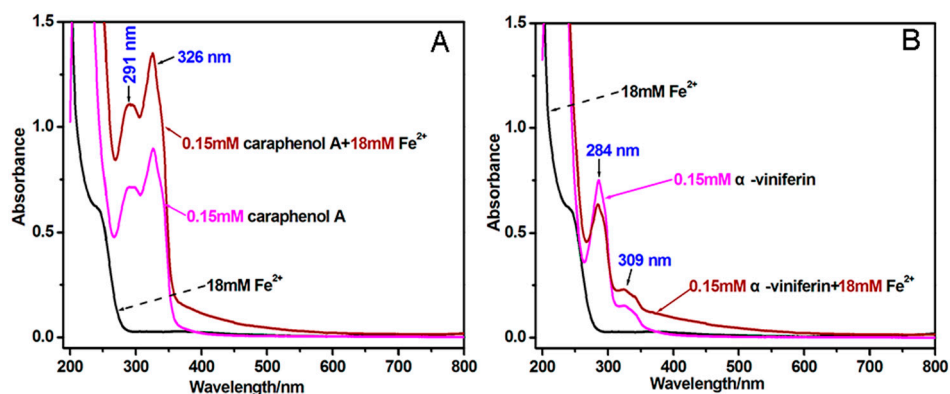 A
1.5
1.0
0.5
0.0
Absorbance
291 nm
326 nm
0.15mM caraphenol A+18mM Fe2+
0.15mM caraphenol A
18mM Fe2+
200 300 400 500 600 700 800
Wavelength/nm
B
1.5
1.0
0.5
0.0
Absorbance
18mM Fe2+
284 nm
0.15mM α -viniferin
309 nm
0.15mM α -viniferin+18mM Fe2+
200 300 400 500 600 700 800
Wavelength/nm